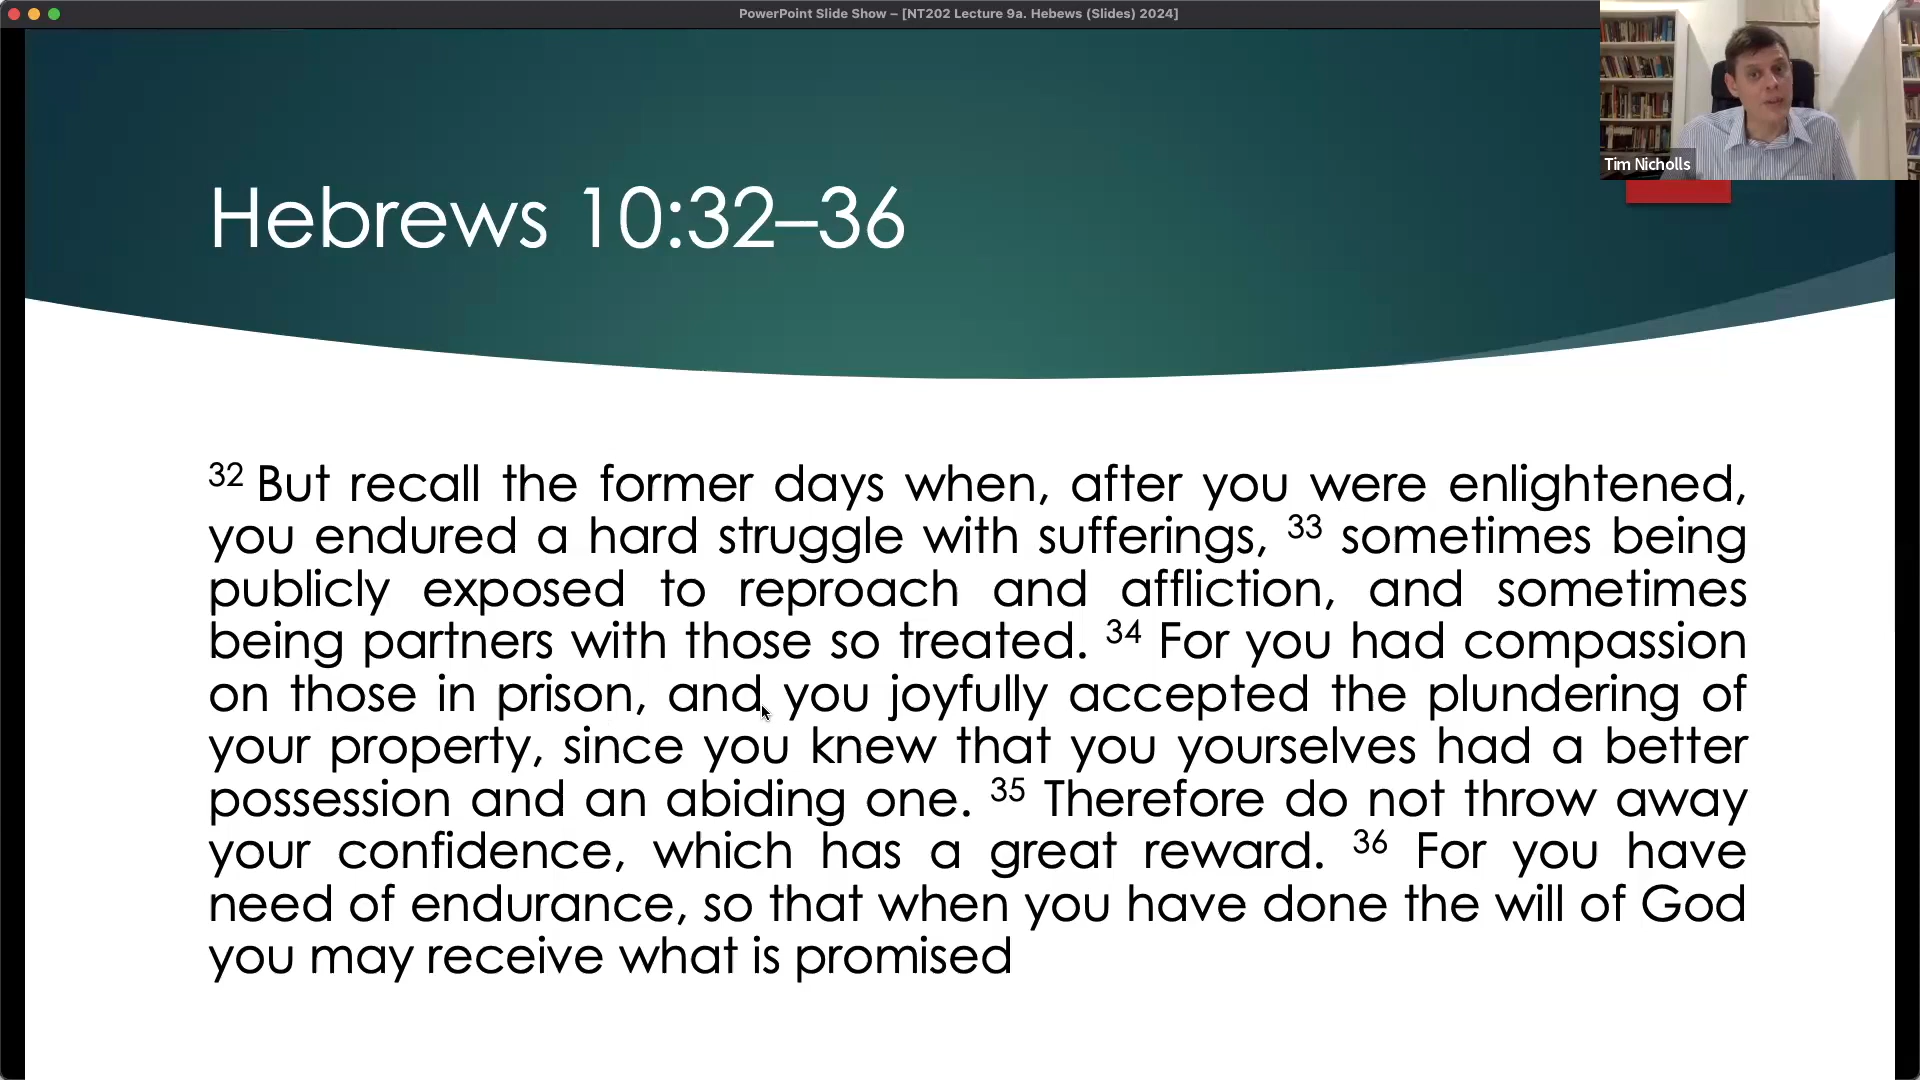 PowerPoint Slide Show – [NT202 Lecture 9a. Hebews (Slides) 2024]
Tim Nicholls
Hebrews 10:32–36
32 But recall the former days when, after you were enlightened,
you endured a hard struggle with sufferings, 33 sometimes being
publicly exposed to reproach and affliction, and sometimes
being partners with those so treated. 34 For you had compassion
on those in prison, and you joyfully accepted the plundering of
your property, since you knew that you yourselves had a better
possession and an abiding one. 35 Therefore do not throw away
your confidence, which has a great reward. 36 For you have
need of endurance, so that when you have done the will of God
you may receive what is promised